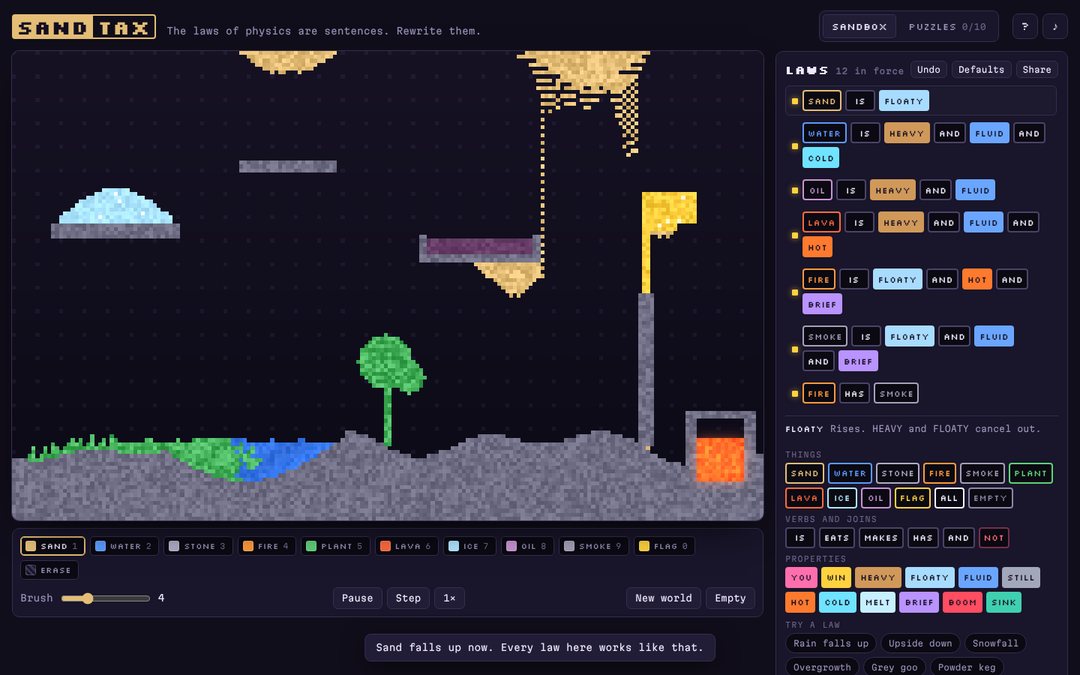 SAND TAX The laws of physics are sentences. Rewrite them.
SANDBOX PUZZLES 0/10 ? ♪
LAWS 12 in force Undo Defaults Share
SAND IS FLOATY
WATER IS HEAVY AND FLUID AND
COLD
OIL IS HEAVY AND FLUID
LAVA IS HEAVY AND FLUID AND
HOT
FIRE IS FLOATY AND HOT AND
BRIEF
SMOKE IS FLOATY AND FLUID
AND BRIEF
FIRE HAS SMOKE
FLOATY Rises. HEAVY and FLOATY cancel out.
THINGS
SAND WATER STONE FIRE SMOKE PLANT
LAVA ICE OIL FLAG ALL EMPTY
VERBS AND JOINS
IS EATS MAKES HAS AND NOT
PROPERTIES
YOU WIN HEAVY FLOATY FLUID STILL
HOT COLD MELT BRIEF BOOM SINK
TRY A LAW
Rain falls up Upside down Snowfall
Overgrowth Grey goo Powder keg
SAND 1 WATER 2 STONE 3 FIRE 4 PLANT 5 LAVA 6 ICE 7 OIL 8 SMOKE 9 FLAG 0
ERASE
Brush 4 Pause Step 1× New world Empty
Sand falls up now. Every law here works like that.